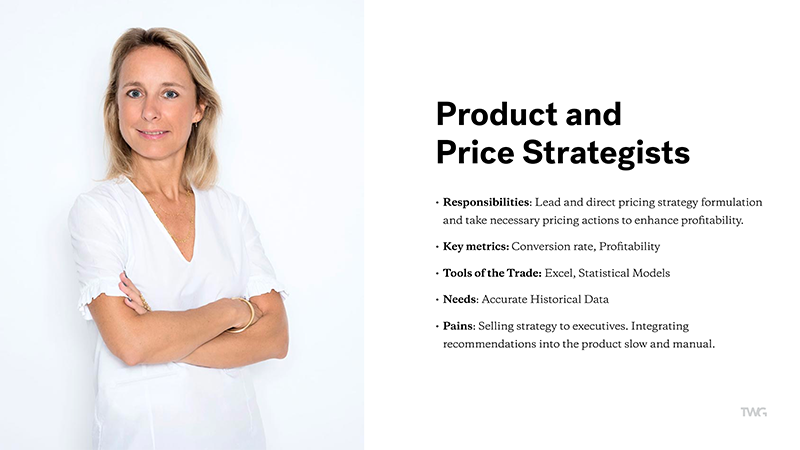 Product and
Price Strategists
• Responsibilities: Lead and direct pricing strategy formulation
and take necessary pricing actions to enhance profitability.
• Key metrics: Conversion rate, Profitability
• Tools of the Trade: Excel, Statistical Models
• Needs: Accurate Historical Data
• Pains: Selling strategy to executives. Integrating
recommendations into the product slow and manual.
TWG